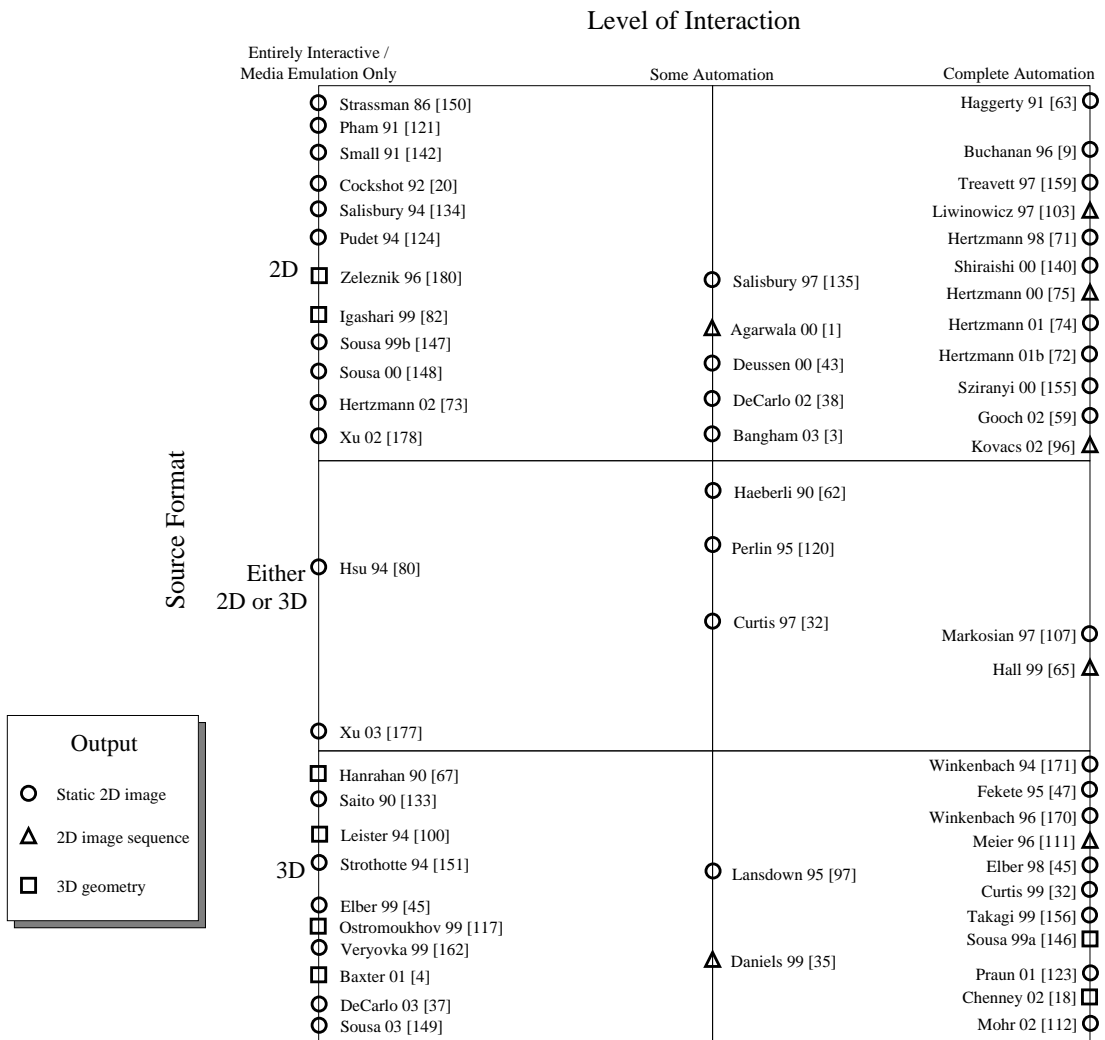 Level of Interaction
Entirely Interactive /
Media Emulation Only
Some Automation
Complete Automation
Source Format
2D
Strassman 86 [150]
Pham 91 [121]
Small 91 [142]
Cockshot 92 [20]
Salisbury 94 [134]
Pudet 94 [124]
Zeleznik 96 [180]
Igashari 99 [82]
Sousa 99b [147]
Sousa 00 [148]
Hertzmann 02 [73]
Xu 02 [178]
Salisbury 97 [135]
Agarwala 00 [1]
Deussen 00 [43]
DeCarlo 02 [38]
Bangham 03 [3]
Haggerty 91 [63]
Buchanan 96 [9]
Treavett 97 [159]
Liwinowicz 97 [103]
Hertzmann 98 [71]
Shiraishi 00 [140]
Hertzmann 00 [75]
Hertzmann 01 [74]
Hertzmann 01b [72]
Sziranyi 00 [155]
Gooch 02 [59]
Kovacs 02 [96]
Either
2D or 3D
Hsu 94 [80]
Xu 03 [177]
Haeberli 90 [62]
Perlin 95 [120]
Curtis 97 [32]
Markosian 97 [107]
Hall 99 [65]
3D
Hanrahan 90 [67]
Saito 90 [133]
Leister 94 [100]
Strothotte 94 [151]
Elber 99 [45]
Ostromoukhov 99 [117]
Veryovka 99 [162]
Baxter 01 [4]
DeCarlo 03 [37]
Sousa 03 [149]
Lansdown 95 [97]
Daniels 99 [35]
Winkenbach 94 [171]
Fekete 95 [47]
Winkenbach 96 [170]
Meier 96 [111]
Elber 98 [45]
Curtis 99 [32]
Takagi 99 [156]
Sousa 99a [146]
Praun 01 [123]
Chenney 02 [18]
Mohr 02 [112]
Output
Static 2D image
2D image sequence
3D geometry